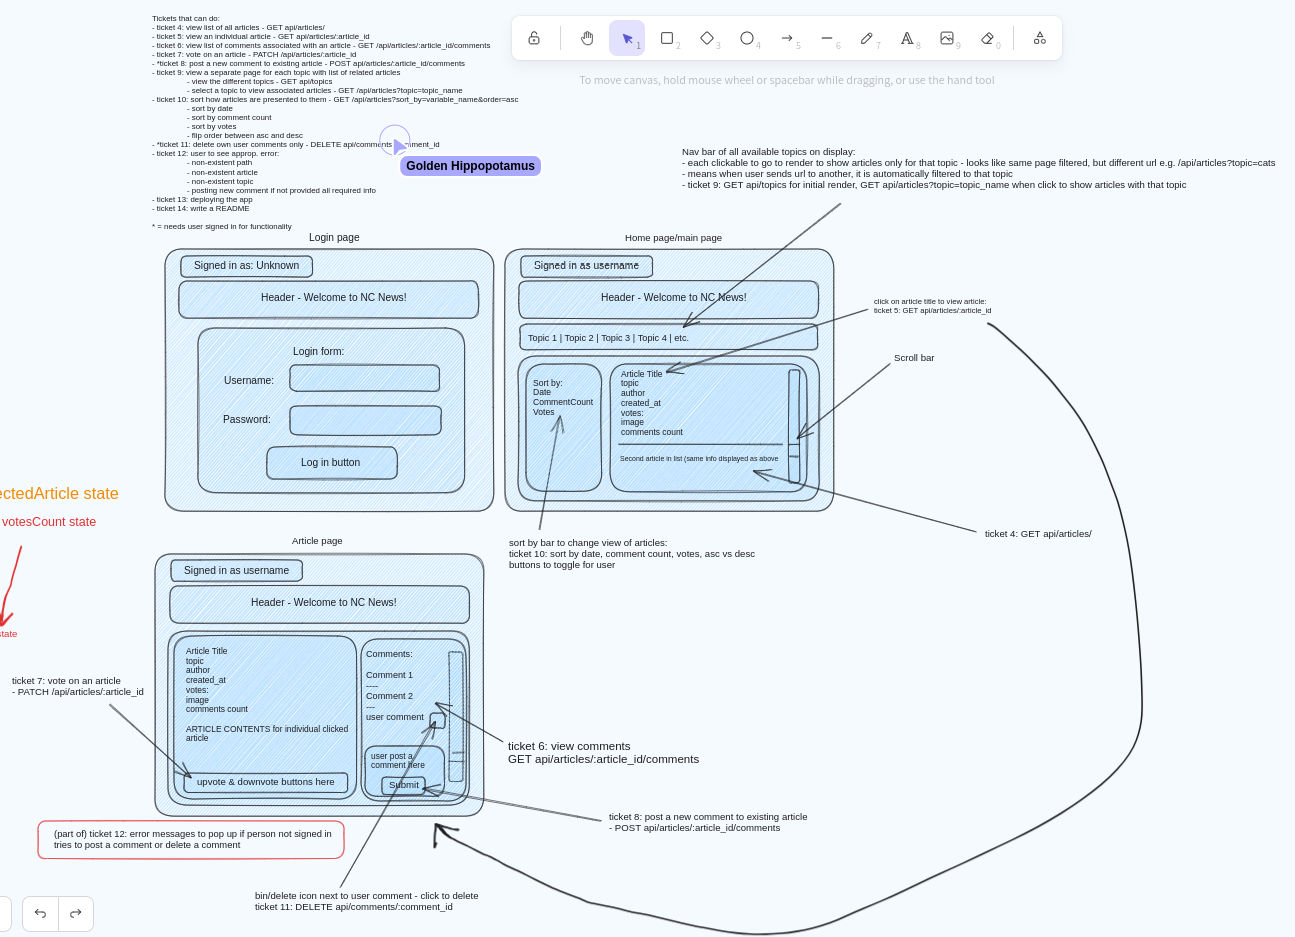 Tickets that can do:
- ticket 4: view list of all articles - GET api/articles/
- ticket 5: view an individual article - GET api/articles/:article_id
- ticket 6: view list of comments associated with an article - GET /api/articles/:article_id/comments
- ticket 7: vote on an article - PATCH /api/articles/:article_id
- *ticket 8: post a new comment to existing article - POST api/articles/:article_id/comments
- ticket 9: view a separate page for each topic with list of related articles
- view the different topics - GET api/topics
- select a topic to view associated articles - GET /api/articles?topic=topic_name
- ticket 10: sort how articles are presented to them - GET /api/articles?sort_by=variable_name&order=asc
- sort by date
- sort by comment count
- sort by votes
- flip order between asc and desc
- *ticket 11: delete own user comments only - DELETE api/comments
ment_id
- ticket 12: user to see approp. error:
- non-existent path
- non-existent article
- non-existent topic
- posting new comment if not provided all required info
- ticket 13: deploying the app
- ticket 14: write a README
* = needs user signed in for functionality
Golden Hippopotamus
1
2
3
4
5
6
7
8
9
0
To move canvas, hold mouse wheel or spacebar while dragging, or use the hand tool
Nav bar of all available topics on display:
- each clickable to go to render to show articles only for that topic - looks like same page filtered, but different url e.g. /api/articles?topic=cats
- means when user sends url to another, it is automatically filtered to that topic
- ticket 9: GET api/topics for initial render, GET api/articles?topic=topic_name when click to show articles with that topic
Login page
Signed in as: Unknown
Header - Welcome to NC News!
Login form:
Username:
Password:
Log in button
Home page/main page
Signed in as username
Header - Welcome to NC News!
Topic 1 | Topic 2 | Topic 3 | Topic 4 | etc.
Sort by:
Date
CommentCount
Votes
Article Title
topic
author
created_at
votes:
image
comments count
Second article in list (same info displayed as above
click on article title to view article:
ticket 5: GET api/articles/:article_id
Scroll bar
ticket 4: GET api/articles/
sort by bar to change view of articles:
ticket 10: sort by date, comment count, votes, asc vs desc
buttons to toggle for user
ectedArticle state
votesCount state
state
Article page
Signed in as username
Header - Welcome to NC News!
Article Title
topic
author
created_at
votes:
image
comments count
ARTICLE CONTENTS for individual clicked
article
upvote & downvote buttons here
Comments:
Comment 1
----
Comment 2
---
user comment
user post a
comment here
Submit
ticket 7: vote on an article
- PATCH /api/articles/:article_id
ticket 6: view comments
GET api/articles/:article_id/comments
ticket 8: post a new comment to existing article
- POST api/articles/:article_id/comments
(part of) ticket 12: error messages to pop up if person not signed in
tries to post a comment or delete a comment
bin/delete icon next to user comment - click to delete
ticket 11: DELETE api/comments/:comment_id